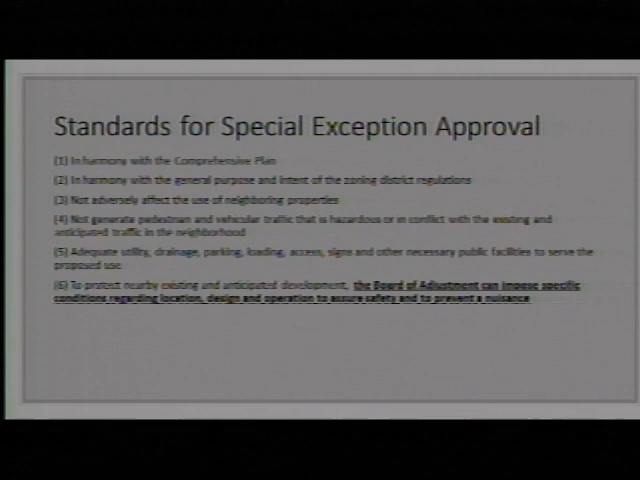 Standards for Special Exception Approval
(1) In harmony with the Comprehensive Plan
(2) In harmony with the general purpose and intent of the zoning district regulations
(3) Not adversely affect the use of neighboring properties
(4) Not generate pedestrian and vehicular traffic that is hazardous or in conflict with the existing and
anticipated traffic in the neighborhood
(5) Adequate utility, drainage, parking, loading, access, signs and other necessary public facilities to serve the
proposed use
(6) To protect nearby existing and anticipated development, the Board of Adjustment can impose specific
conditions regarding location, design and operation to assure safety and to prevent a nuisance